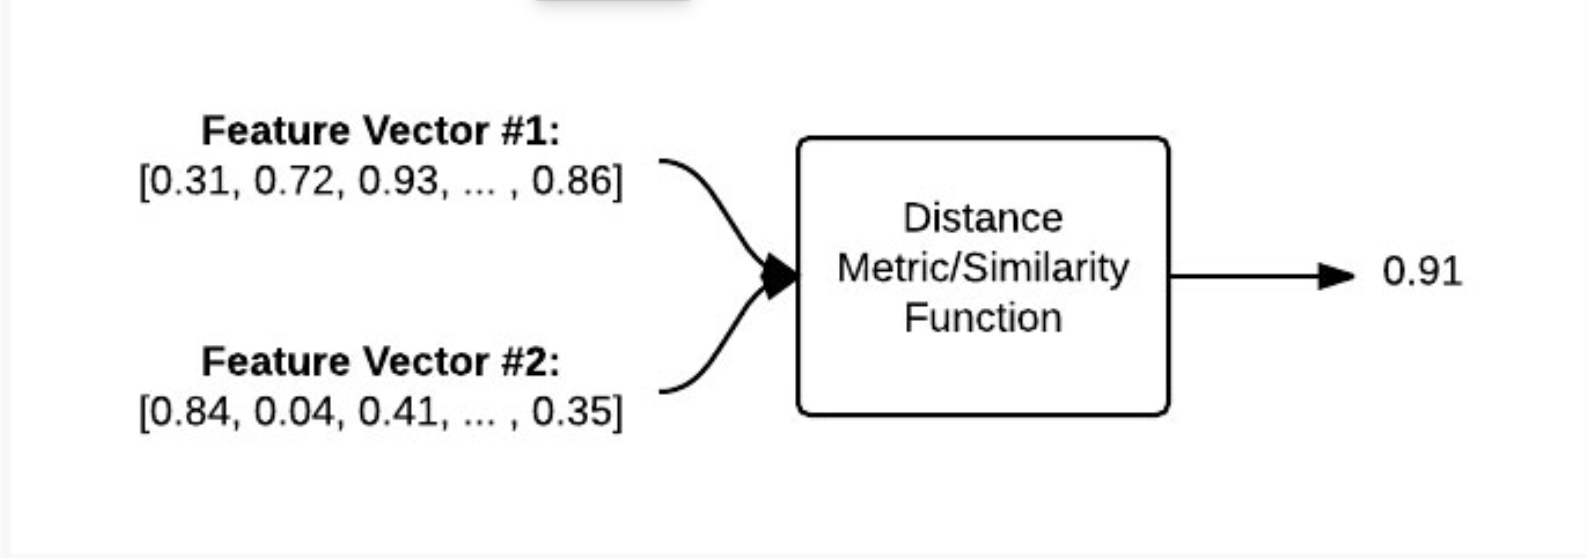 Feature Vector #1:
[0.31, 0.72, 0.93, ... , 0.86]
Feature Vector #2:
[0.84, 0.04, 0.41, ... , 0.35]
Distance
Metric/Similarity
Function
0.91